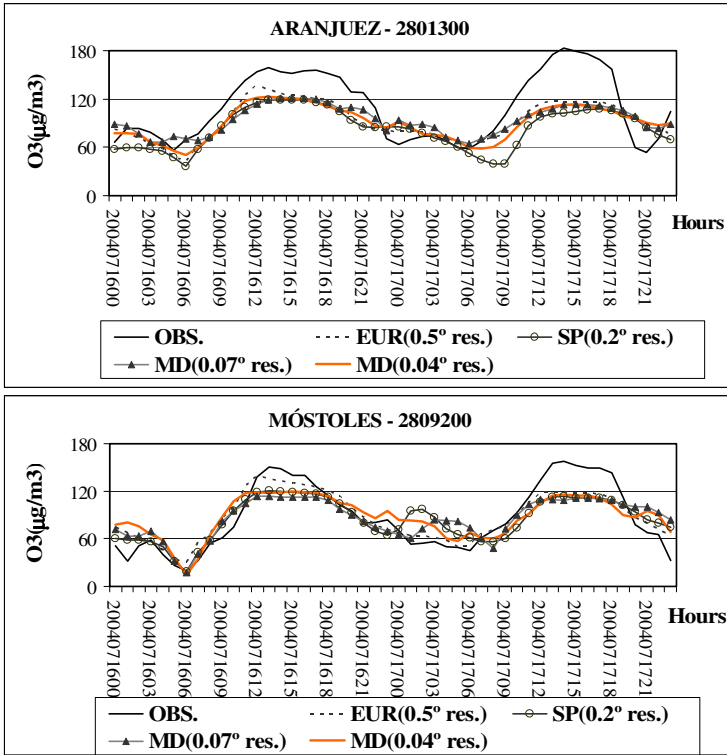 ARANJUEZ - 2801300
O3(µg/m3)
180
120
60
0
2004071600
2004071603
2004071606
2004071609
2004071612
2004071615
2004071618
2004071621
2004071700
2004071703
2004071706
2004071709
2004071712
2004071715
2004071718
2004071721
Hours
OBS.
EUR(0.5º res.)
SP(0.2º res.)
MD(0.07º res.)
MD(0.04º res.)
MÓSTOLES - 2809200
O3(µg/m3)
180
120
60
0
2004071600
2004071603
2004071606
2004071609
2004071612
2004071615
2004071618
2004071621
2004071700
2004071703
2004071706
2004071709
2004071712
2004071715
2004071718
2004071721
Hours
OBS.
EUR(0.5º res.)
SP(0.2º res.)
MD(0.07º res.)
MD(0.04º res.)